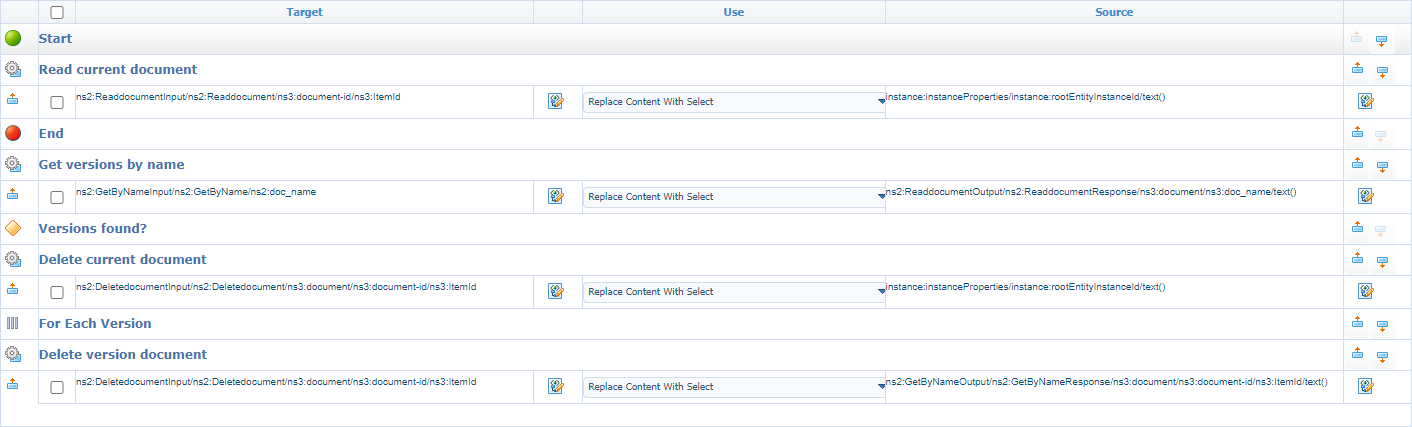 Target Use Source
Start
Read current document
ns2:ReaddocumentInput/ns2:Readdocument/ns3:document-id/ns3:ItemId Replace Content With Select instance:instanceProperties/instance:rootEntityInstanceId/text()
End
Get versions by name
ns2:GetByNameInput/ns2:GetByName/ns2:doc_name Replace Content With Select ns2:ReaddocumentOutput/ns2:ReaddocumentResponse/ns3:document/ns3:doc_name/text()
Versions found?
Delete current document
ns2:DeletedocumentInput/ns2:Deletedocument/ns3:document/ns3:document-id/ns3:ItemId Replace Content With Select instance:instanceProperties/instance:rootEntityInstanceId/text()
For Each Version
Delete version document
ns2:DeletedocumentInput/ns2:Deletedocument/ns3:document/ns3:document-id/ns3:ItemId Replace Content With Select ns2:GetByNameOutput/ns2:GetByNameResponse/ns3:document/ns3:document-id/ns3:ItemId/text()